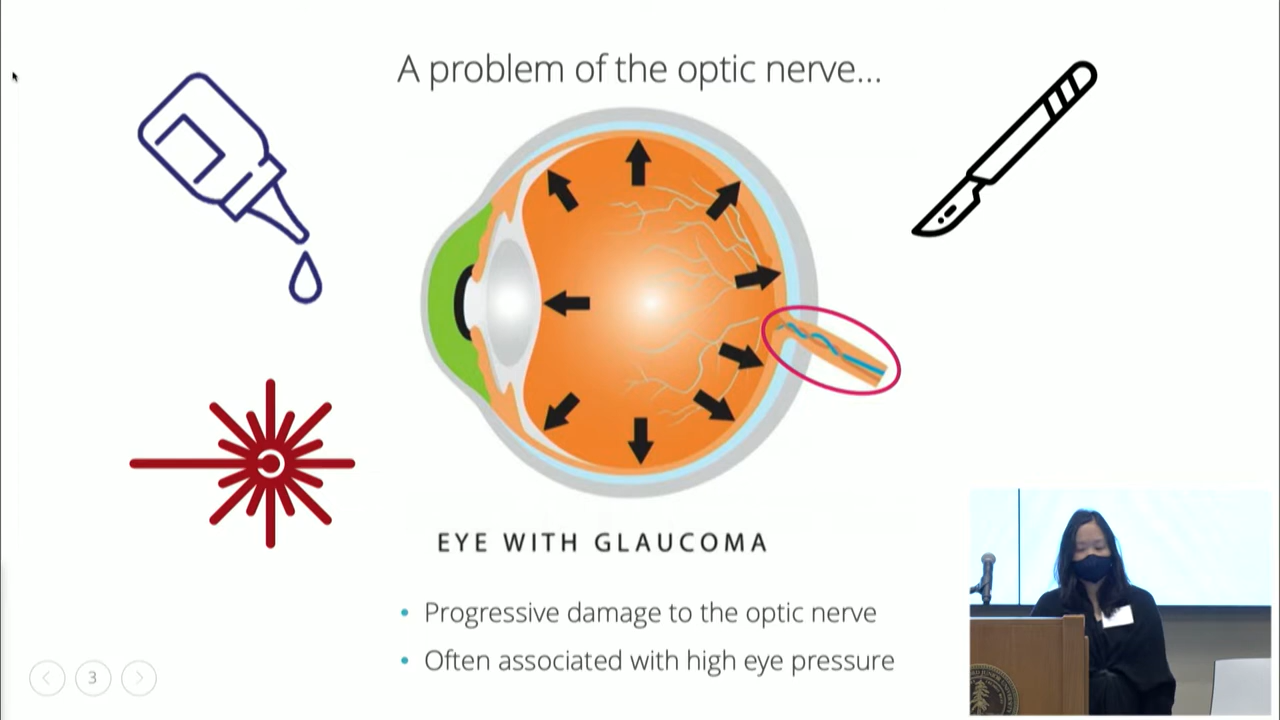 A problem of the optic nerve...
EYE WITH GLAUCOMA
• Progressive damage to the optic nerve
• Often associated with high eye pressure
3